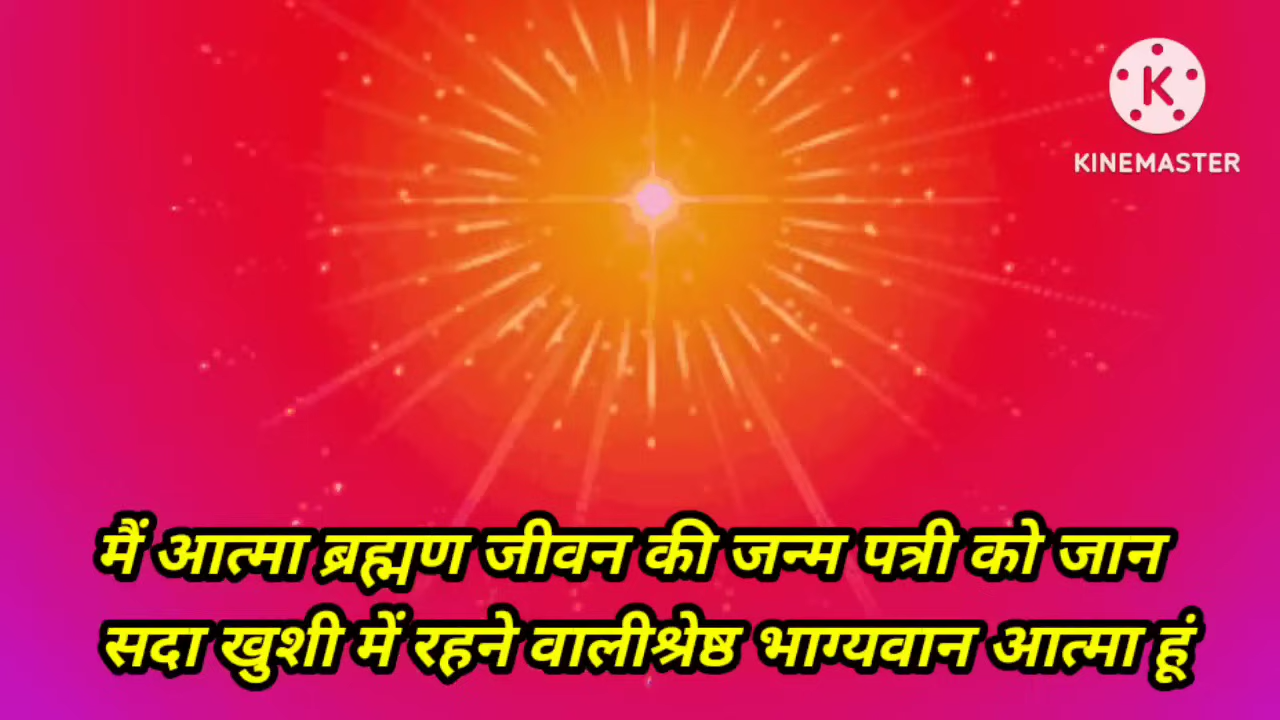 K
KINEMASTER
मैं आत्मा ब्रह्मण जीवन की जन्म पत्री को जान
सदा खुशी में रहने वालीश्रेष्ठ भाग्यवान आत्मा हूं